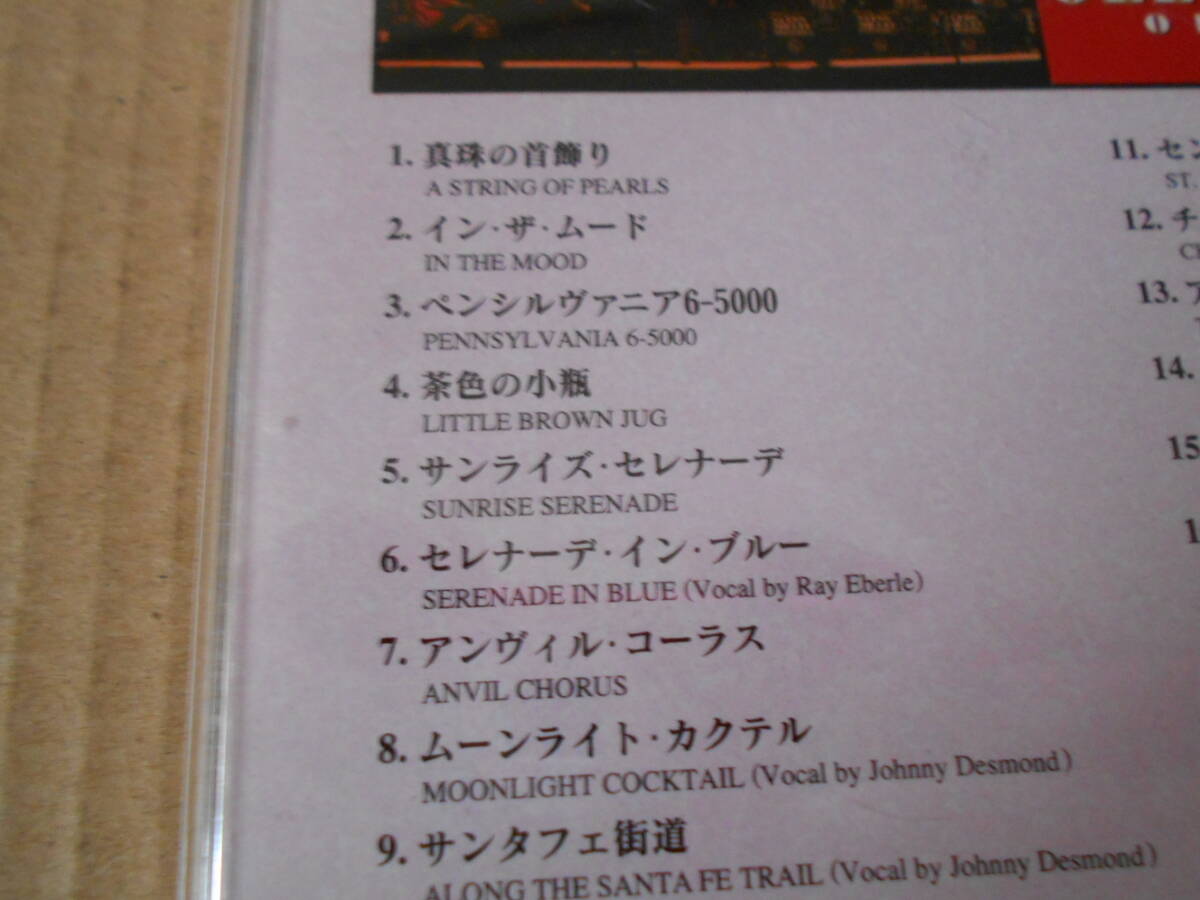 1. 真珠の首飾り
A STRING OF PEARLS
2. イン・ザ・ムード
IN THE MOOD
3. ペンシルヴァニア6-5000
PENNSYLVANIA 6-5000
4. 茶色の小瓶
LITTLE BROWN JUG
5. サンライズ・セレナーデ
SUNRISE SERENADE
6. セレナーデ・イン・ブルー
SERENADE IN BLUE (Vocal by Ray Eberle)
7. アンヴィル・コーラス
ANVIL CHORUS
8. ムーンライト・カクテル
MOONLIGHT COCKTAIL (Vocal by Johnny Desmond)
9. サンタフェ街道
ALONG THE SANTA FE TRAIL (Vocal by Johnny Desmond)
11. セン
ST.
12. チ
13. ア
14.
15